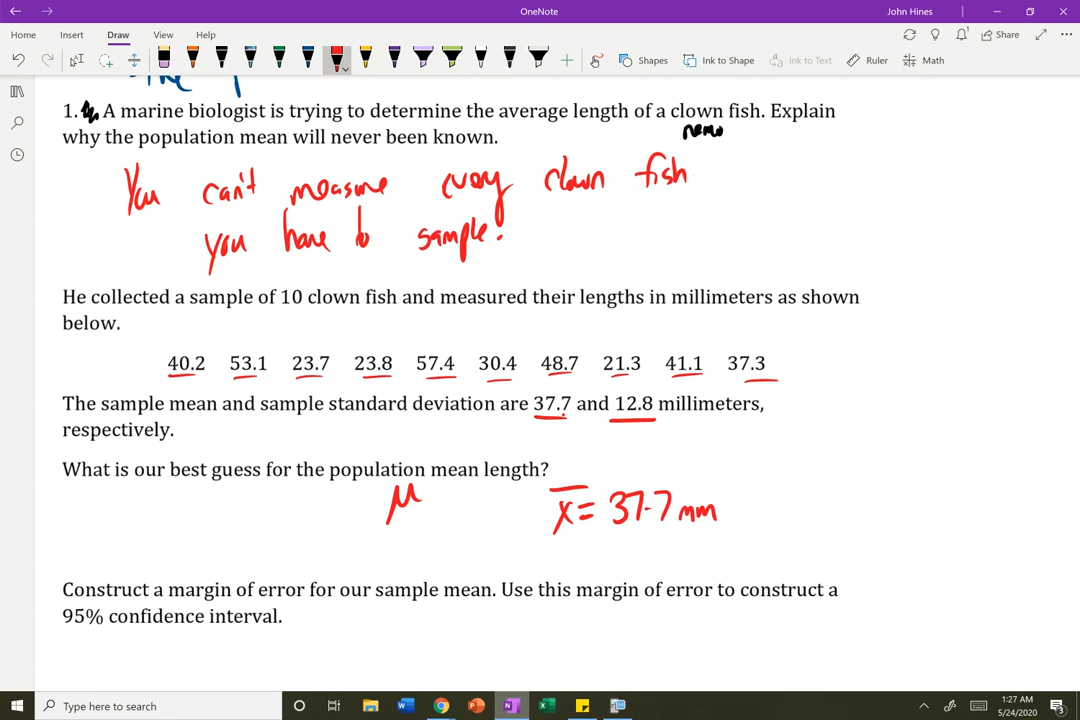 OneNote
John Hines
Home Insert Draw View Help
Share
Shapes Ink to Shape Ink to Text Ruler Math
1. A marine biologist is trying to determine the average length of a clown fish. Explain
nemo
why the population mean will never been known.
You can't measure every clown fish
you have to sample.
He collected a sample of 10 clown fish and measured their lengths in millimeters as shown
below.
40.2 53.1 23.7 23.8 57.4 30.4 48.7 21.3 41.1 37.3
The sample mean and sample standard deviation are 37.7 and 12.8 millimeters,
respectively.
What is our best guess for the population mean length?
μ x̄ = 37.7 mm
Construct a margin of error for our sample mean. Use this margin of error to construct a
95% confidence interval.
Type here to search
1:27 AM
5/24/2020
3